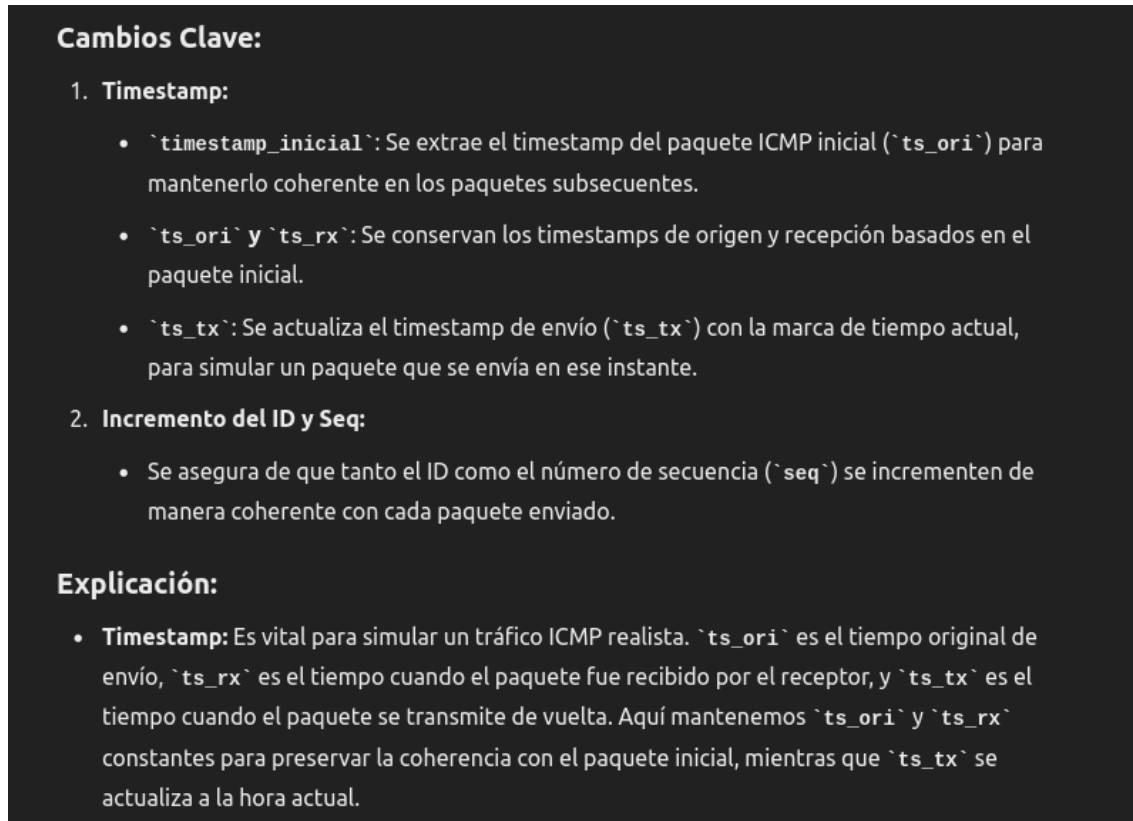 Cambios Clave:
1. Timestamp:
• `timestamp_inicial`: Se extrae el timestamp del paquete ICMP inicial (`ts_ori`) para
mantenerlo coherente en los paquetes subsecuentes.
• `ts_ori` y `ts_rx`: Se conservan los timestamps de origen y recepción basados en el
paquete inicial.
• `ts_tx`: Se actualiza el timestamp de envío (`ts_tx`) con la marca de tiempo actual,
para simular un paquete que se envía en ese instante.
2. Incremento del ID y Seq:
• Se asegura de que tanto el ID como el número de secuencia (`seq`) se incrementen de
manera coherente con cada paquete enviado.
Explicación:
• Timestamp: Es vital para simular un tráfico ICMP realista. `ts_ori` es el tiempo original de
envío, `ts_rx` es el tiempo cuando el paquete fue recibido por el receptor, y `ts_tx` es el
tiempo cuando el paquete se transmite de vuelta. Aquí mantenemos `ts_ori` y `ts_rx`
constantes para preservar la coherencia con el paquete inicial, mientras que `ts_tx` se
actualiza a la hora actual.